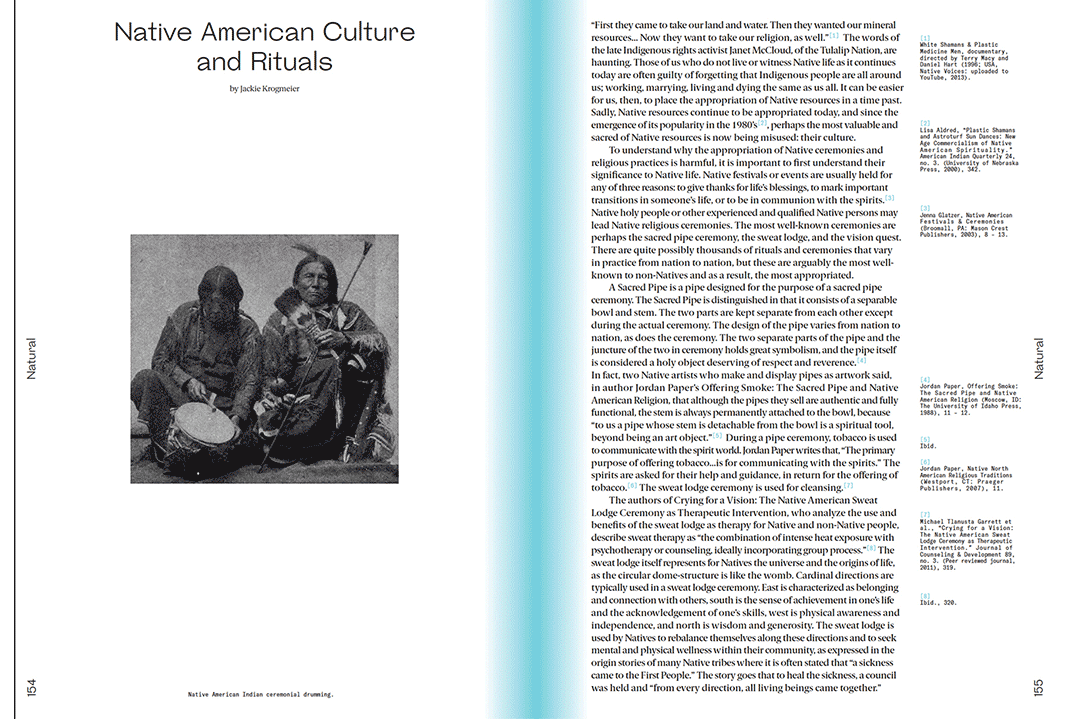 Native American Culture
and Rituals
by Jackie Krogmeier
Natural
154
Native American Indian ceremonial drumming.
“First they came to take our land and water. Then they wanted our mineral
resources... Now they want to take our religion, as well.”[1] The words of
the late Indigenous rights activist Janet McCloud, of the Tulalip Nation, are
haunting. Those of us who do not live or witness Native life as it continues
today are often guilty of forgetting that Indigenous people are all around
us; working, marrying, living and dying the same as us all. It can be easier
for us, then, to place the appropriation of Native resources in a time past.
Sadly, Native resources continue to be appropriated today, and since the
emergence of its popularity in the 1980’s[2], perhaps the most valuable and
sacred of Native resources is now being misused: their culture.
To understand why the appropriation of Native ceremonies and
religious practices is harmful, it is important to first understand their
significance to Native life. Native festivals or events are usually held for
any of three reasons: to give thanks for life’s blessings, to mark important
transitions in someone’s life, or to be in communion with the spirits.[3]
Native holy people or other experienced and qualified Native persons may
lead Native religious ceremonies. The most well-known ceremonies are
perhaps the sacred pipe ceremony, the sweat lodge, and the vision quest.
There are quite possibly thousands of rituals and ceremonies that vary
in practice from nation to nation, but these are arguably the most well-
known to non-Natives and as a result, the most appropriated.
A Sacred Pipe is a pipe designed for the purpose of a sacred pipe
ceremony. The Sacred Pipe is distinguished in that it consists of a separable
bowl and stem. The two parts are kept separate from each other except
during the actual ceremony. The design of the pipe varies from nation to
nation, as does the ceremony. The two separate parts of the pipe and the
juncture of the two in ceremony holds great symbolism, and the pipe itself
is considered a holy object deserving of respect and reverence.[4]
In fact, two Native artists who make and display pipes as artwork said,
in author Jordan Paper’s Offering Smoke: The Sacred Pipe and Native
American Religion, that although the pipes they sell are authentic and fully
functional, the stem is always permanently attached to the bowl, because
“to us a pipe whose stem is detachable from the bowl is a spiritual tool,
beyond being an art object.”[5] During a pipe ceremony, tobacco is used
to communicate with the spirit world. Jordan Paper writes that, “The primary
purpose of offering tobacco...is for communicating with the spirits.” The
spirits are asked for their help and guidance, in return for the offering of
tobacco.[6] The sweat lodge ceremony is used for cleansing.[7]
The authors of Crying for a Vision: The Native American Sweat
Lodge Ceremony as Therapeutic Intervention, who analyze the use and
benefits of the sweat lodge as therapy for Native and non-Native people,
describe sweat therapy as “the combination of intense heat exposure with
psychotherapy or counseling, ideally incorporating group process.”[8] The
sweat lodge itself represents for Natives the universe and the origins of life,
as the circular dome-structure is like the womb. Cardinal directions are
typically used in a sweat lodge ceremony. East is characterized as belonging
and connection with others, south is the sense of achievement in one’s life
and the acknowledgement of one’s skills, west is physical awareness and
independence, and north is wisdom and generosity. The sweat lodge is
used by Natives to rebalance themselves along these directions and to seek
mental and physical wellness within their community, as expressed in the
origin stories of many Native tribes where it is often stated that “a sickness
came to the First People.” The story goes that to heal the sickness, a council
was held and “from every direction, all living beings came together.”
[1]
White Shamans & Plastic
Medicine Men, documentary,
directed by Terry Macy and
Daniel Hart (1996; USA,
Native Voices: uploaded to
YouTube, 2013).
[2]
Lisa Aldred, “Plastic Shamans
and Astroturf Sun Dances: New
Age Commercialism of Native
American Spirituality.”
American Indian Quarterly 24,
no. 3. (University of Nebraska
Press, 2000), 342.
[3]
Jenna Glatzer, Native American
Festivals & Ceremonies
(Broomall, PA: Mason Crest
Publishers, 2003), 8 - 13.
[4]
Jordan Paper, Offering Smoke:
The Sacred Pipe and Native
American Religion (Moscow, ID:
The University of Idaho Press,
1988), 11 - 12.
[5]
Ibid.
[6]
Jordan Paper, Native North
American Religious Traditions
(Westport, CT: Praeger
Publishers, 2007), 11.
[7]
Michael Tlanusta Garrett et
al., “Crying for a Vision:
The Native American Sweat
Lodge Ceremony as Therapeutic
Intervention.” Journal of
Counseling & Development 89,
no. 3. (Peer reviewed journal,
2011), 319.
[8]
Ibid., 320.
Natural
155